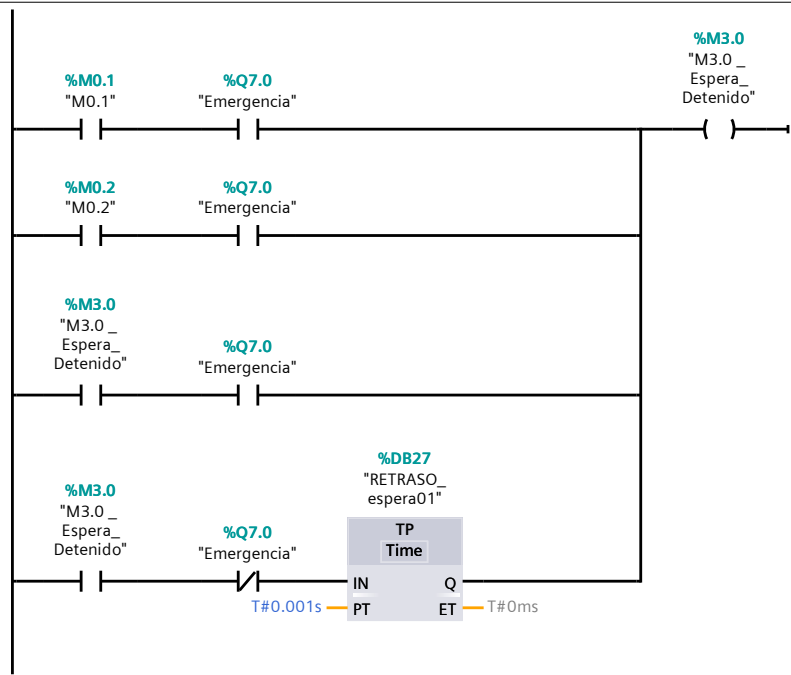 %M3.0
"M3.0 _
Espera_
Detenido"
%M0.1
"M0.1"
%Q7.0
"Emergencia"
%M0.2
"M0.2"
%Q7.0
"Emergencia"
%M3.0
"M3.0 _
Espera_
Detenido"
%Q7.0
"Emergencia"
%DB27
"RETRASO_
espera01"
%M3.0
"M3.0 _
Espera_
Detenido"
%Q7.0
"Emergencia"
TP
Time
IN Q
T#0.001s PT ET T#0ms